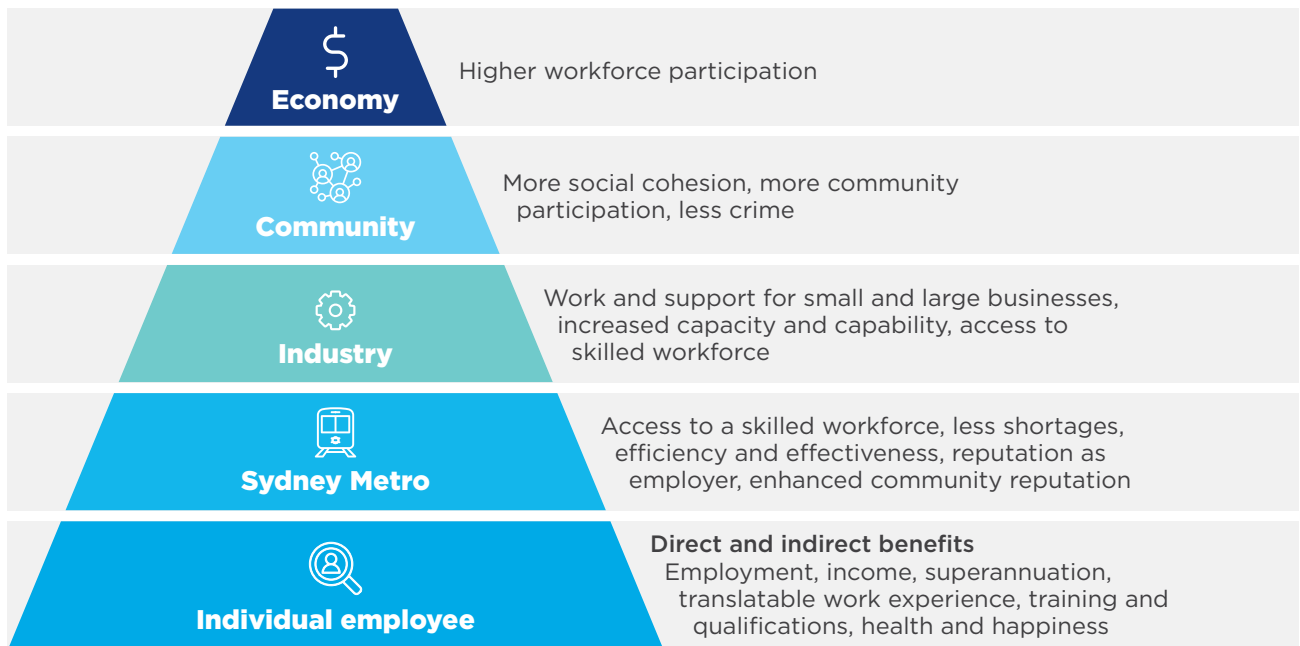 $
Economy
Higher workforce participation
Community
More social cohesion, more community
participation, less crime
Industry
Work and support for small and large businesses,
increased capacity and capability, access to
skilled workforce
Sydney Metro
Access to a skilled workforce, less shortages,
efficiency and effectiveness, reputation as
employer, enhanced community reputation
Individual employee
Direct and indirect benefits
Employment, income, superannuation,
translatable work experience, training and
qualifications, health and happiness